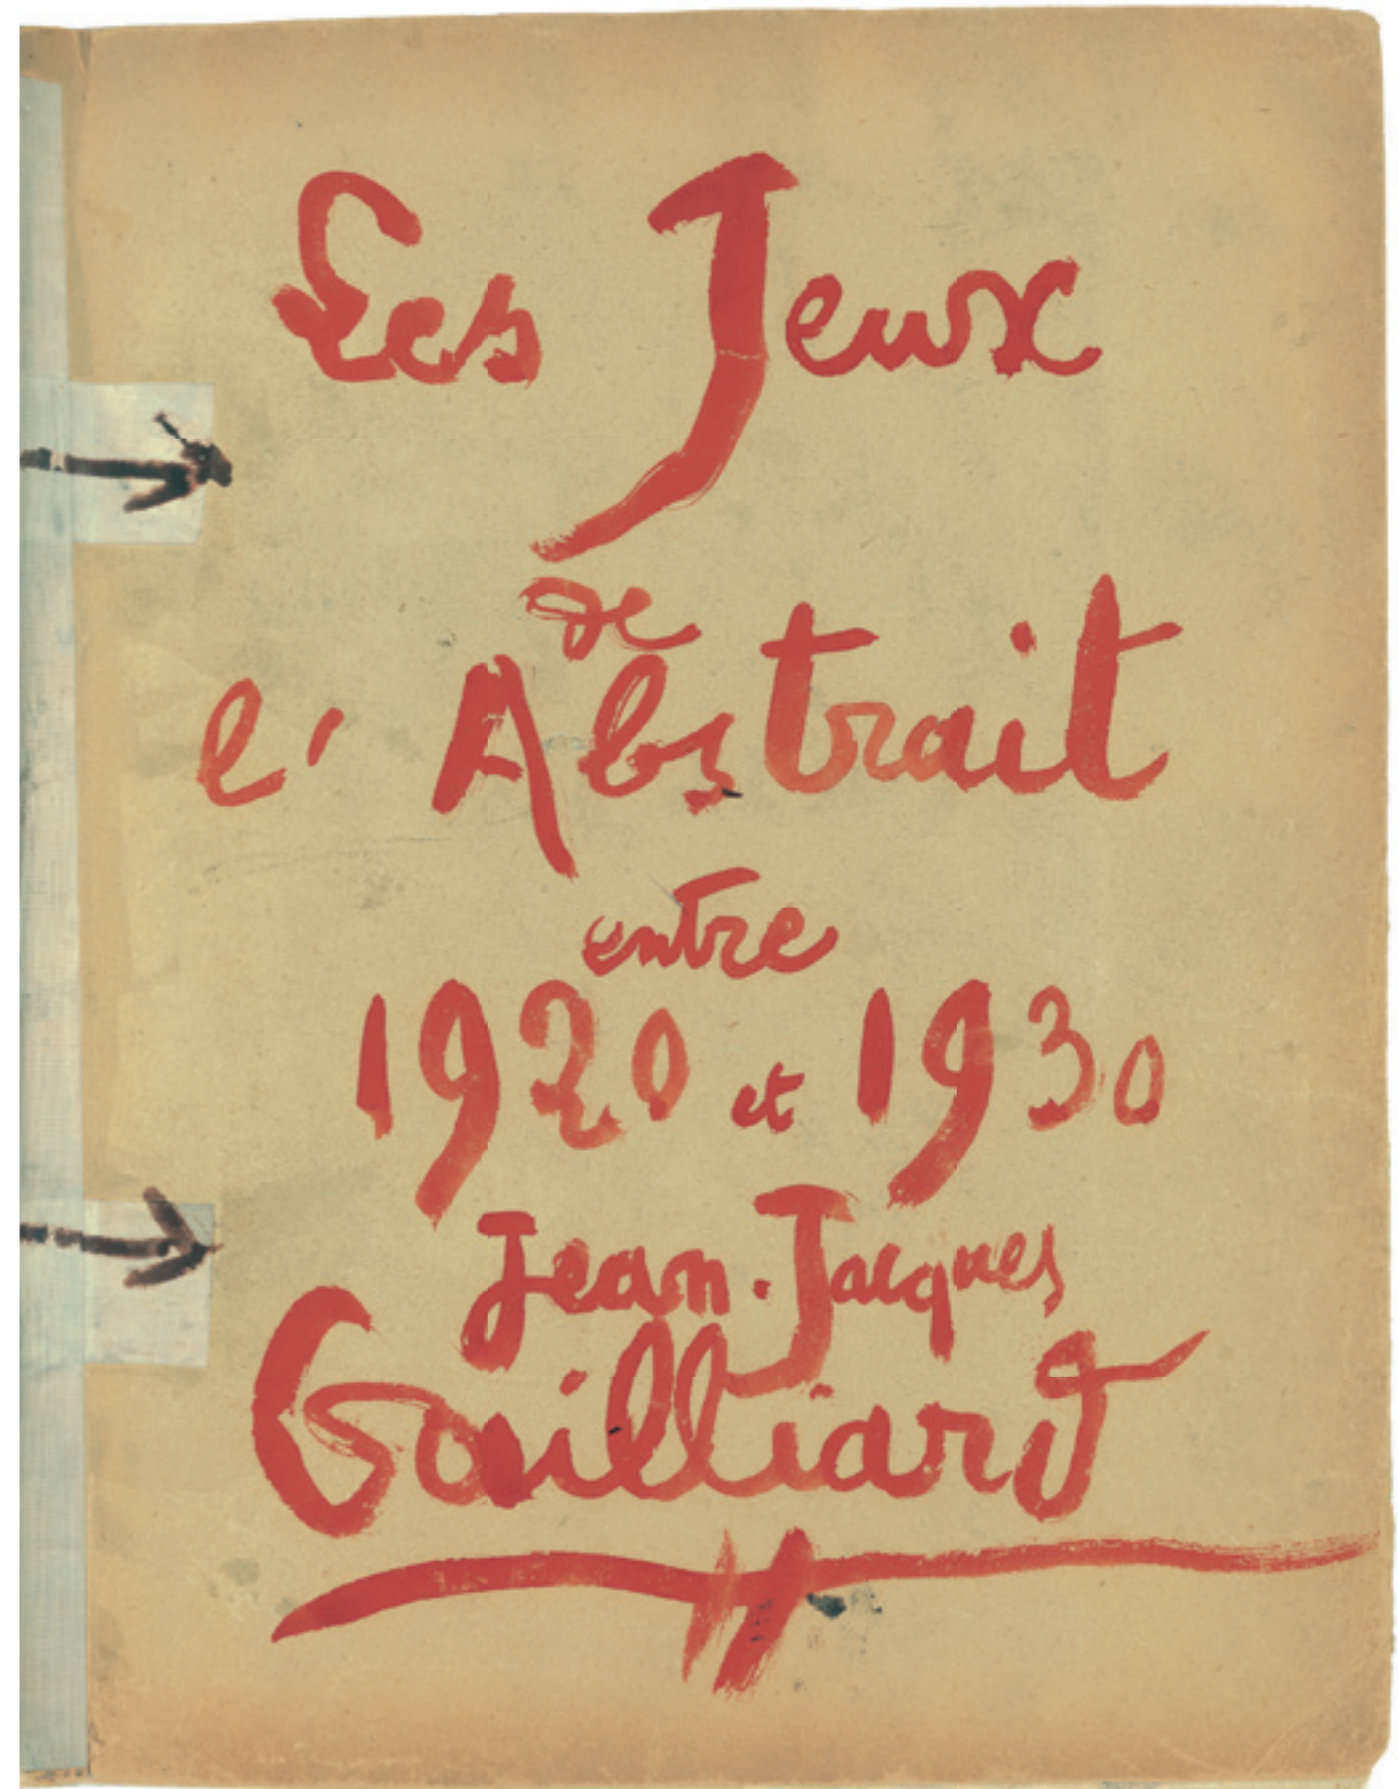 Les Jeux
de
l'Abstrait
entre
1920 et 1930
Jean-Jacques
Gailliard